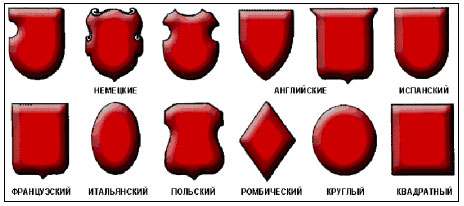 НЕМЕЦКИЕ АНГЛИЙСКИЕ ИСПАНСКИЙ
ФРАНЦУЗСКИЙ ИТАЛЬЯНСКИЙ ПОЛЬСКИЙ РОМБИЧЕСКИЙ КРУГЛЫЙ КВАДРАТНЫЙ